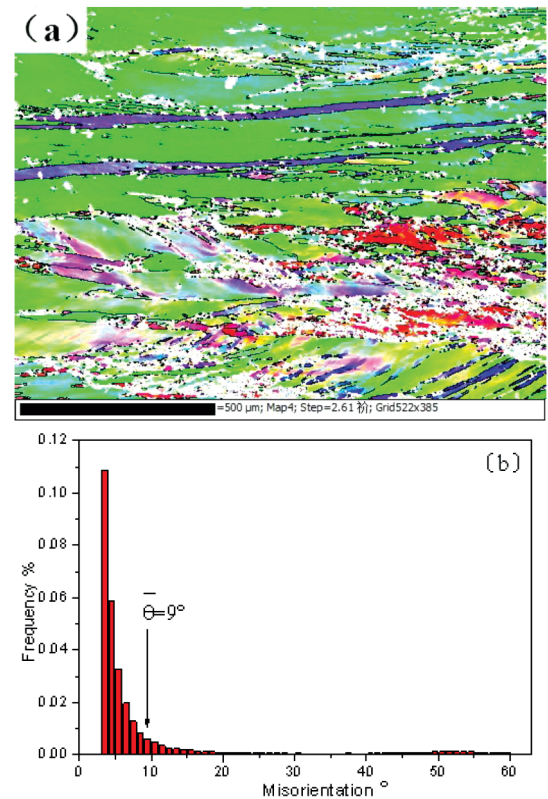 (a)
=500 µm; Map4; Step=2.61 祄; Grid522x385
(b)
0.12
0.10
0.08
0.06
0.04
0.02
0.00
Frequency %
θ̅=9°
0 10 20 30 40 50 60
Misorientation °